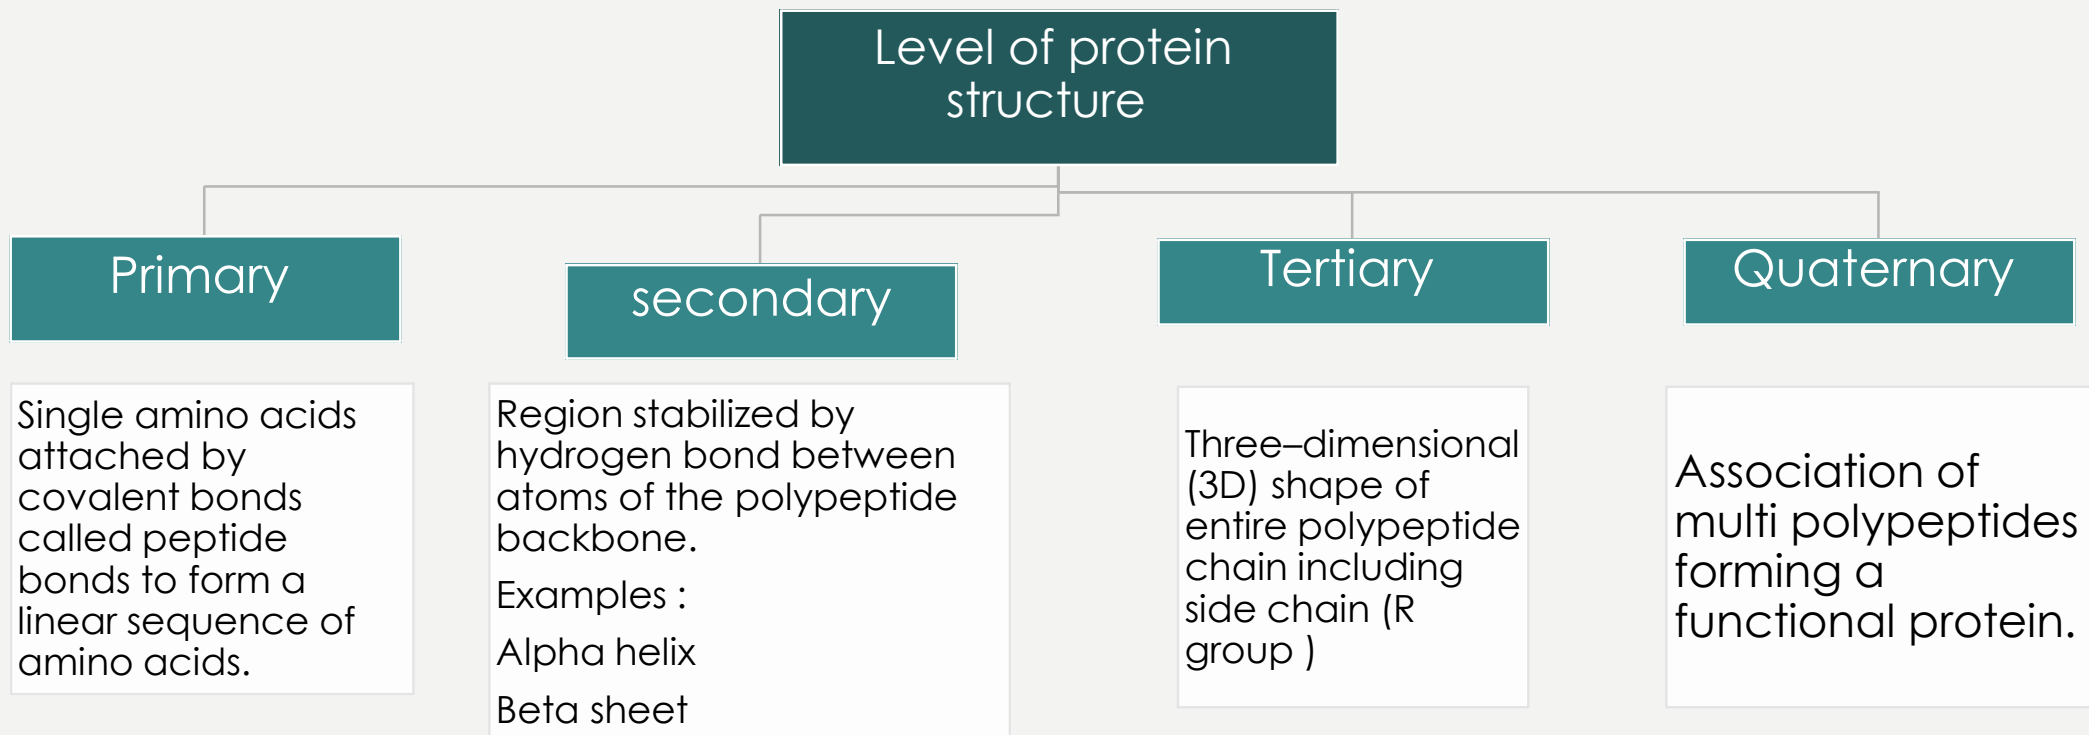 Level of protein
structure
Primary
Single amino acids
attached by
covalent bonds
called peptide
bonds to form a
linear sequence of
amino acids.
secondary
Region stabilized by
hydrogen bond between
atoms of the polypeptide
backbone.
Examples :
Alpha helix
Beta sheet
Tertiary
Three–dimensional
(3D) shape of
entire polypeptide
chain including
side chain (R
group )
Quaternary
Association of
multi polypeptides
forming a
functional protein.